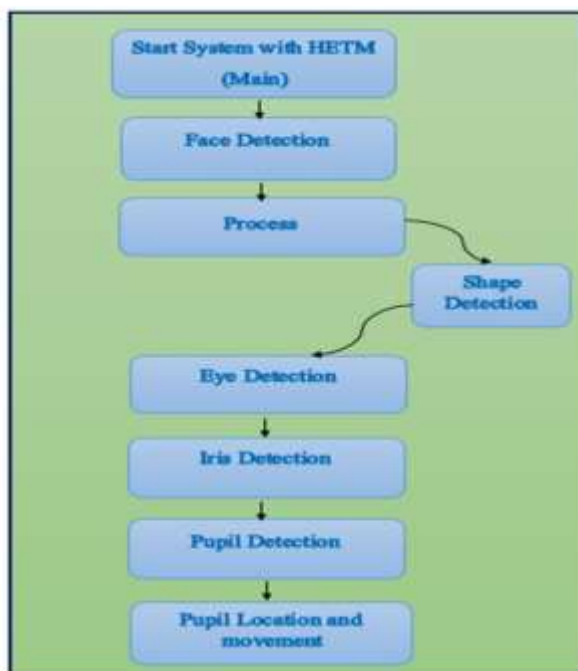 Start System with HETM
(Main)
Face Detection
Process
Shape
Detection
Eye Detection
Iris Detection
Pupil Detection
Pupil Location and
movement